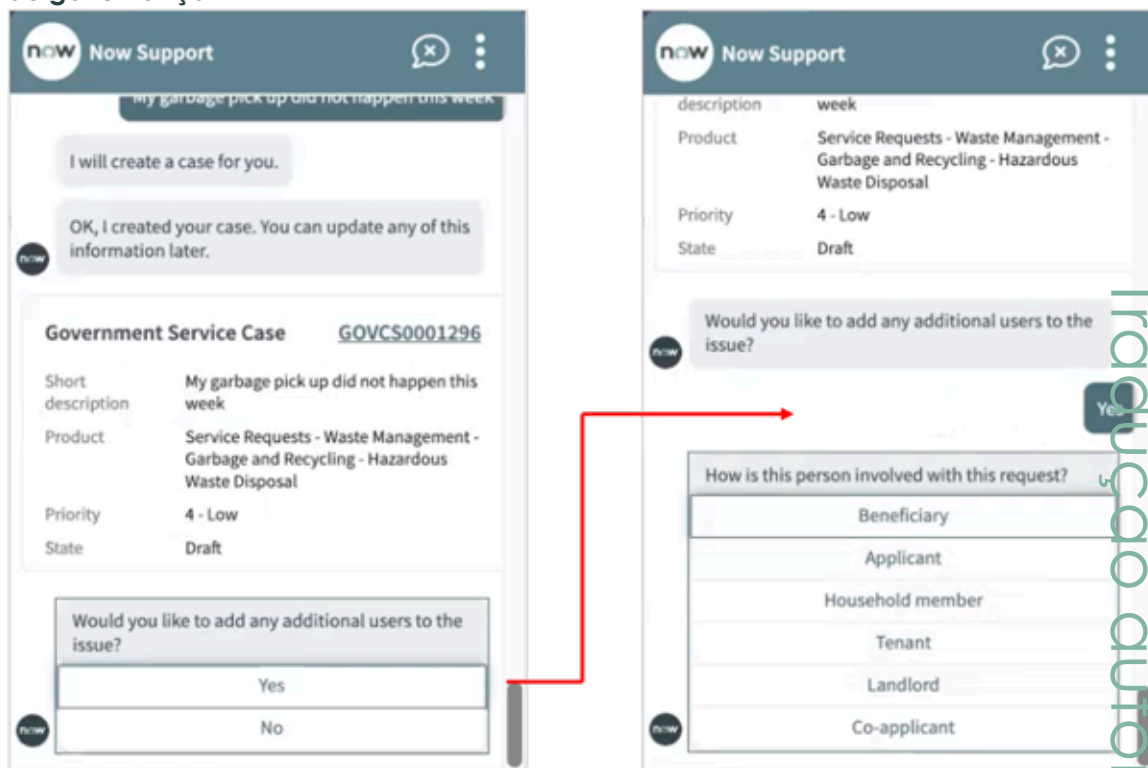 now Now Support
My garbage pick up did not happen this week
I will create a case for you.
OK, I created your case. You can update any of this
information later.
now
Government Service Case GOVCS0001296
Short description My garbage pick up did not happen this
week
Product Service Requests - Waste Management -
Garbage and Recycling - Hazardous
Waste Disposal
Priority 4 - Low
State Draft
Would you like to add any additional users to the
issue?
Yes
No
now
now Now Support
description week
Product Service Requests - Waste Management -
Garbage and Recycling - Hazardous
Waste Disposal
Priority 4 - Low
State Draft
Would you like to add any additional users to the
issue?
now
Yes
How is this person involved with this request?
Beneficiary
Applicant
Household member
Tenant
Landlord
Co-applicant
now